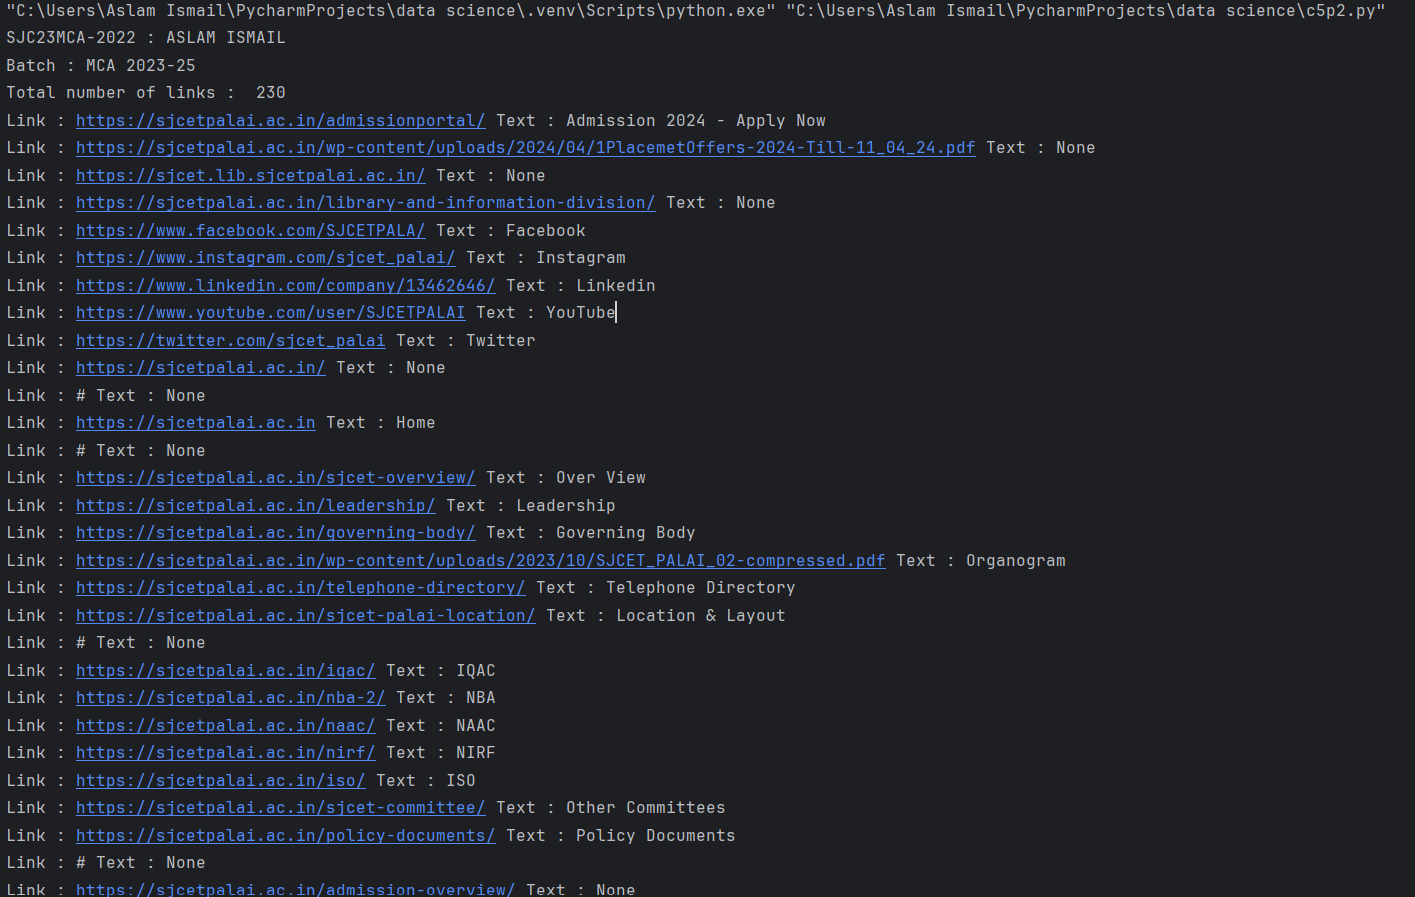 "C:\Users\Aslam Ismail\PycharmProjects\data science\.venv\Scripts\python.exe" "C:\Users\Aslam Ismail\PycharmProjects\data science\c5p2.py"
SJC23MCA-2022 : ASLAM ISMAIL
Batch : MCA 2023-25
Total number of links :  230
Link : https://sjcetpalai.ac.in/admissionportal/ Text : Admission 2024 - Apply Now
Link : https://sjcetpalai.ac.in/wp-content/uploads/2024/04/1PlacemetOffers-2024-Till-11_04_24.pdf Text : None
Link : https://sjcet.lib.sjcetpalai.ac.in/ Text : None
Link : https://sjcetpalai.ac.in/library-and-information-division/ Text : None
Link : https://www.facebook.com/SJCETPALA/ Text : Facebook
Link : https://www.instagram.com/sjcet_palai/ Text : Instagram
Link : https://www.linkedin.com/company/13462646/ Text : Linkedin
Link : https://www.youtube.com/user/SJCETPALAI Text : YouTube
Link : https://twitter.com/sjcet_palai Text : Twitter
Link : https://sjcetpalai.ac.in/ Text : None
Link : # Text : None
Link : https://sjcetpalai.ac.in Text : Home
Link : # Text : None
Link : https://sjcetpalai.ac.in/sjcet-overview/ Text : Over View
Link : https://sjcetpalai.ac.in/leadership/ Text : Leadership
Link : https://sjcetpalai.ac.in/governing-body/ Text : Governing Body
Link : https://sjcetpalai.ac.in/wp-content/uploads/2023/10/SJCET_PALAI_02-compressed.pdf Text : Organogram
Link : https://sjcetpalai.ac.in/telephone-directory/ Text : Telephone Directory
Link : https://sjcetpalai.ac.in/sjcet-palai-location/ Text : Location & Layout
Link : # Text : None
Link : https://sjcetpalai.ac.in/iqac/ Text : IQAC
Link : https://sjcetpalai.ac.in/nba-2/ Text : NBA
Link : https://sjcetpalai.ac.in/naac/ Text : NAAC
Link : https://sjcetpalai.ac.in/nirf/ Text : NIRF
Link : https://sjcetpalai.ac.in/iso/ Text : ISO
Link : https://sjcetpalai.ac.in/sjcet-committee/ Text : Other Committees
Link : https://sjcetpalai.ac.in/policy-documents/ Text : Policy Documents
Link : # Text : None
Link : https://sjcetpalai.ac.in/admission-overview/ Text : None